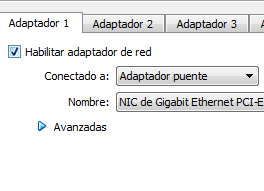 Adaptador 1 Adaptador 2 Adaptador 3
Habilitar adaptador de red
Conectado a: Adaptador puente
Nombre: NIC de Gigabit Ethernet PCI-E
Avanzadas